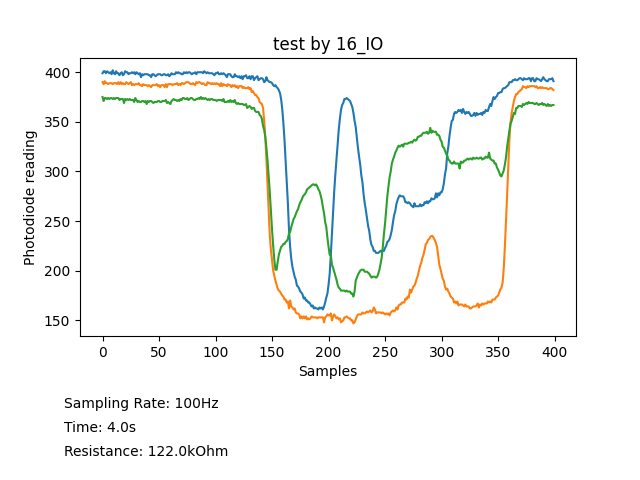 test by 16_IO
400
350
300
250
200
150
Photodiode reading
0 50 100 150 200 250 300 350 400
Samples
Sampling Rate: 100Hz
Time: 4.0s
Resistance: 122.0kOhm